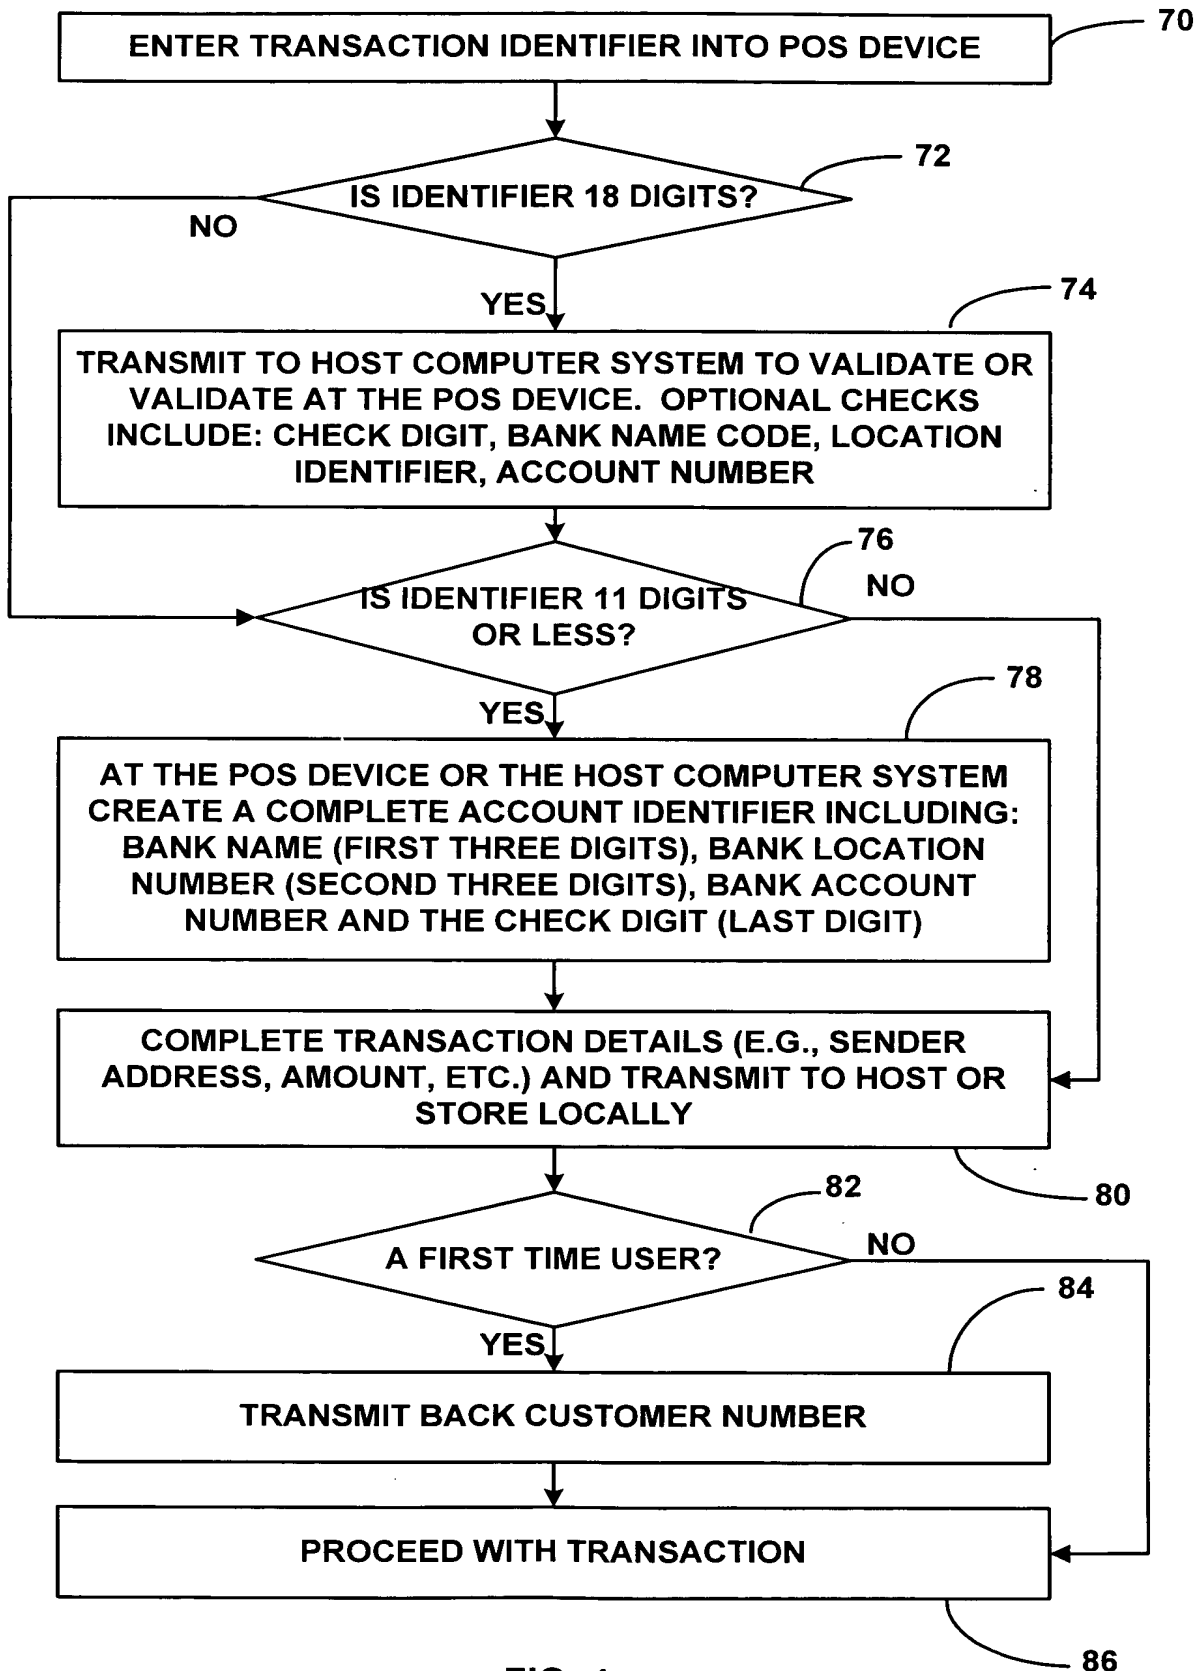 ENTER TRANSACTION IDENTIFIER INTO POS DEVICE
70
IS IDENTIFIER 18 DIGITS?
72
NO
YES
74
TRANSMIT TO HOST COMPUTER SYSTEM TO VALIDATE OR
VALIDATE AT THE POS DEVICE. OPTIONAL CHECKS
INCLUDE: CHECK DIGIT, BANK NAME CODE, LOCATION
IDENTIFIER, ACCOUNT NUMBER
76
NO
IS IDENTIFIER 11 DIGITS
OR LESS?
YES
78
AT THE POS DEVICE OR THE HOST COMPUTER SYSTEM
CREATE A COMPLETE ACCOUNT IDENTIFIER INCLUDING:
BANK NAME (FIRST THREE DIGITS), BANK LOCATION
NUMBER (SECOND THREE DIGITS), BANK ACCOUNT
NUMBER AND THE CHECK DIGIT (LAST DIGIT)
COMPLETE TRANSACTION DETAILS (E.G., SENDER
ADDRESS, AMOUNT, ETC.) AND TRANSMIT TO HOST OR
STORE LOCALLY
80
82
A FIRST TIME USER?
NO
YES
84
TRANSMIT BACK CUSTOMER NUMBER
PROCEED WITH TRANSACTION
86